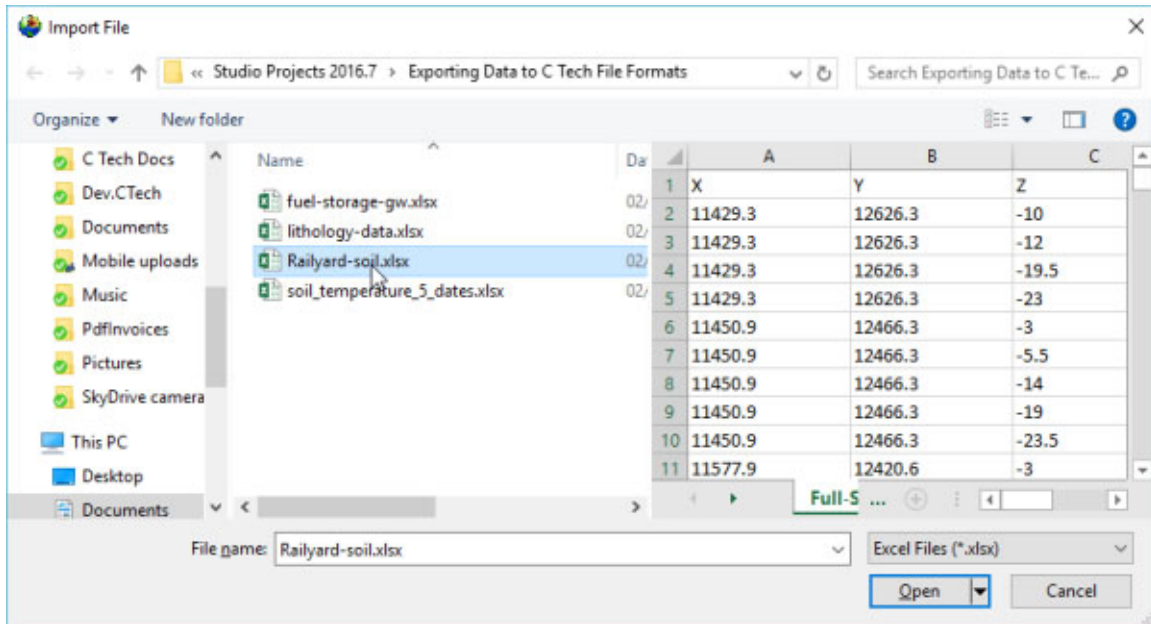 Import File
« Studio Projects 2016.7 › Exporting Data to C Tech File Formats
Search Exporting Data to C Te...
Organize
New folder
C Tech Docs
Dev.CTech
Documents
Mobile uploads
Music
PdfInvoices
Pictures
SkyDrive camera
This PC
Desktop
Documents
Name Da
fuel-storage-gw.xlsx 02/
lithology-data.xlsx 02/
Railyard-soil.xlsx 02/
soil_temperature_5_dates.xlsx 02/
A B C
1 X Y Z
2 11429.3 12626.3 -10
3 11429.3 12626.3 -12
4 11429.3 12626.3 -19.5
5 11429.3 12626.3 -23
6 11450.9 12466.3 -3
7 11450.9 12466.3 -5.5
8 11450.9 12466.3 -14
9 11450.9 12466.3 -19
10 11450.9 12466.3 -23.5
11 11577.9 12420.6 -3
Full-S ...
File name: Railyard-soil.xlsx
Excel Files (*.xlsx)
Open
Cancel